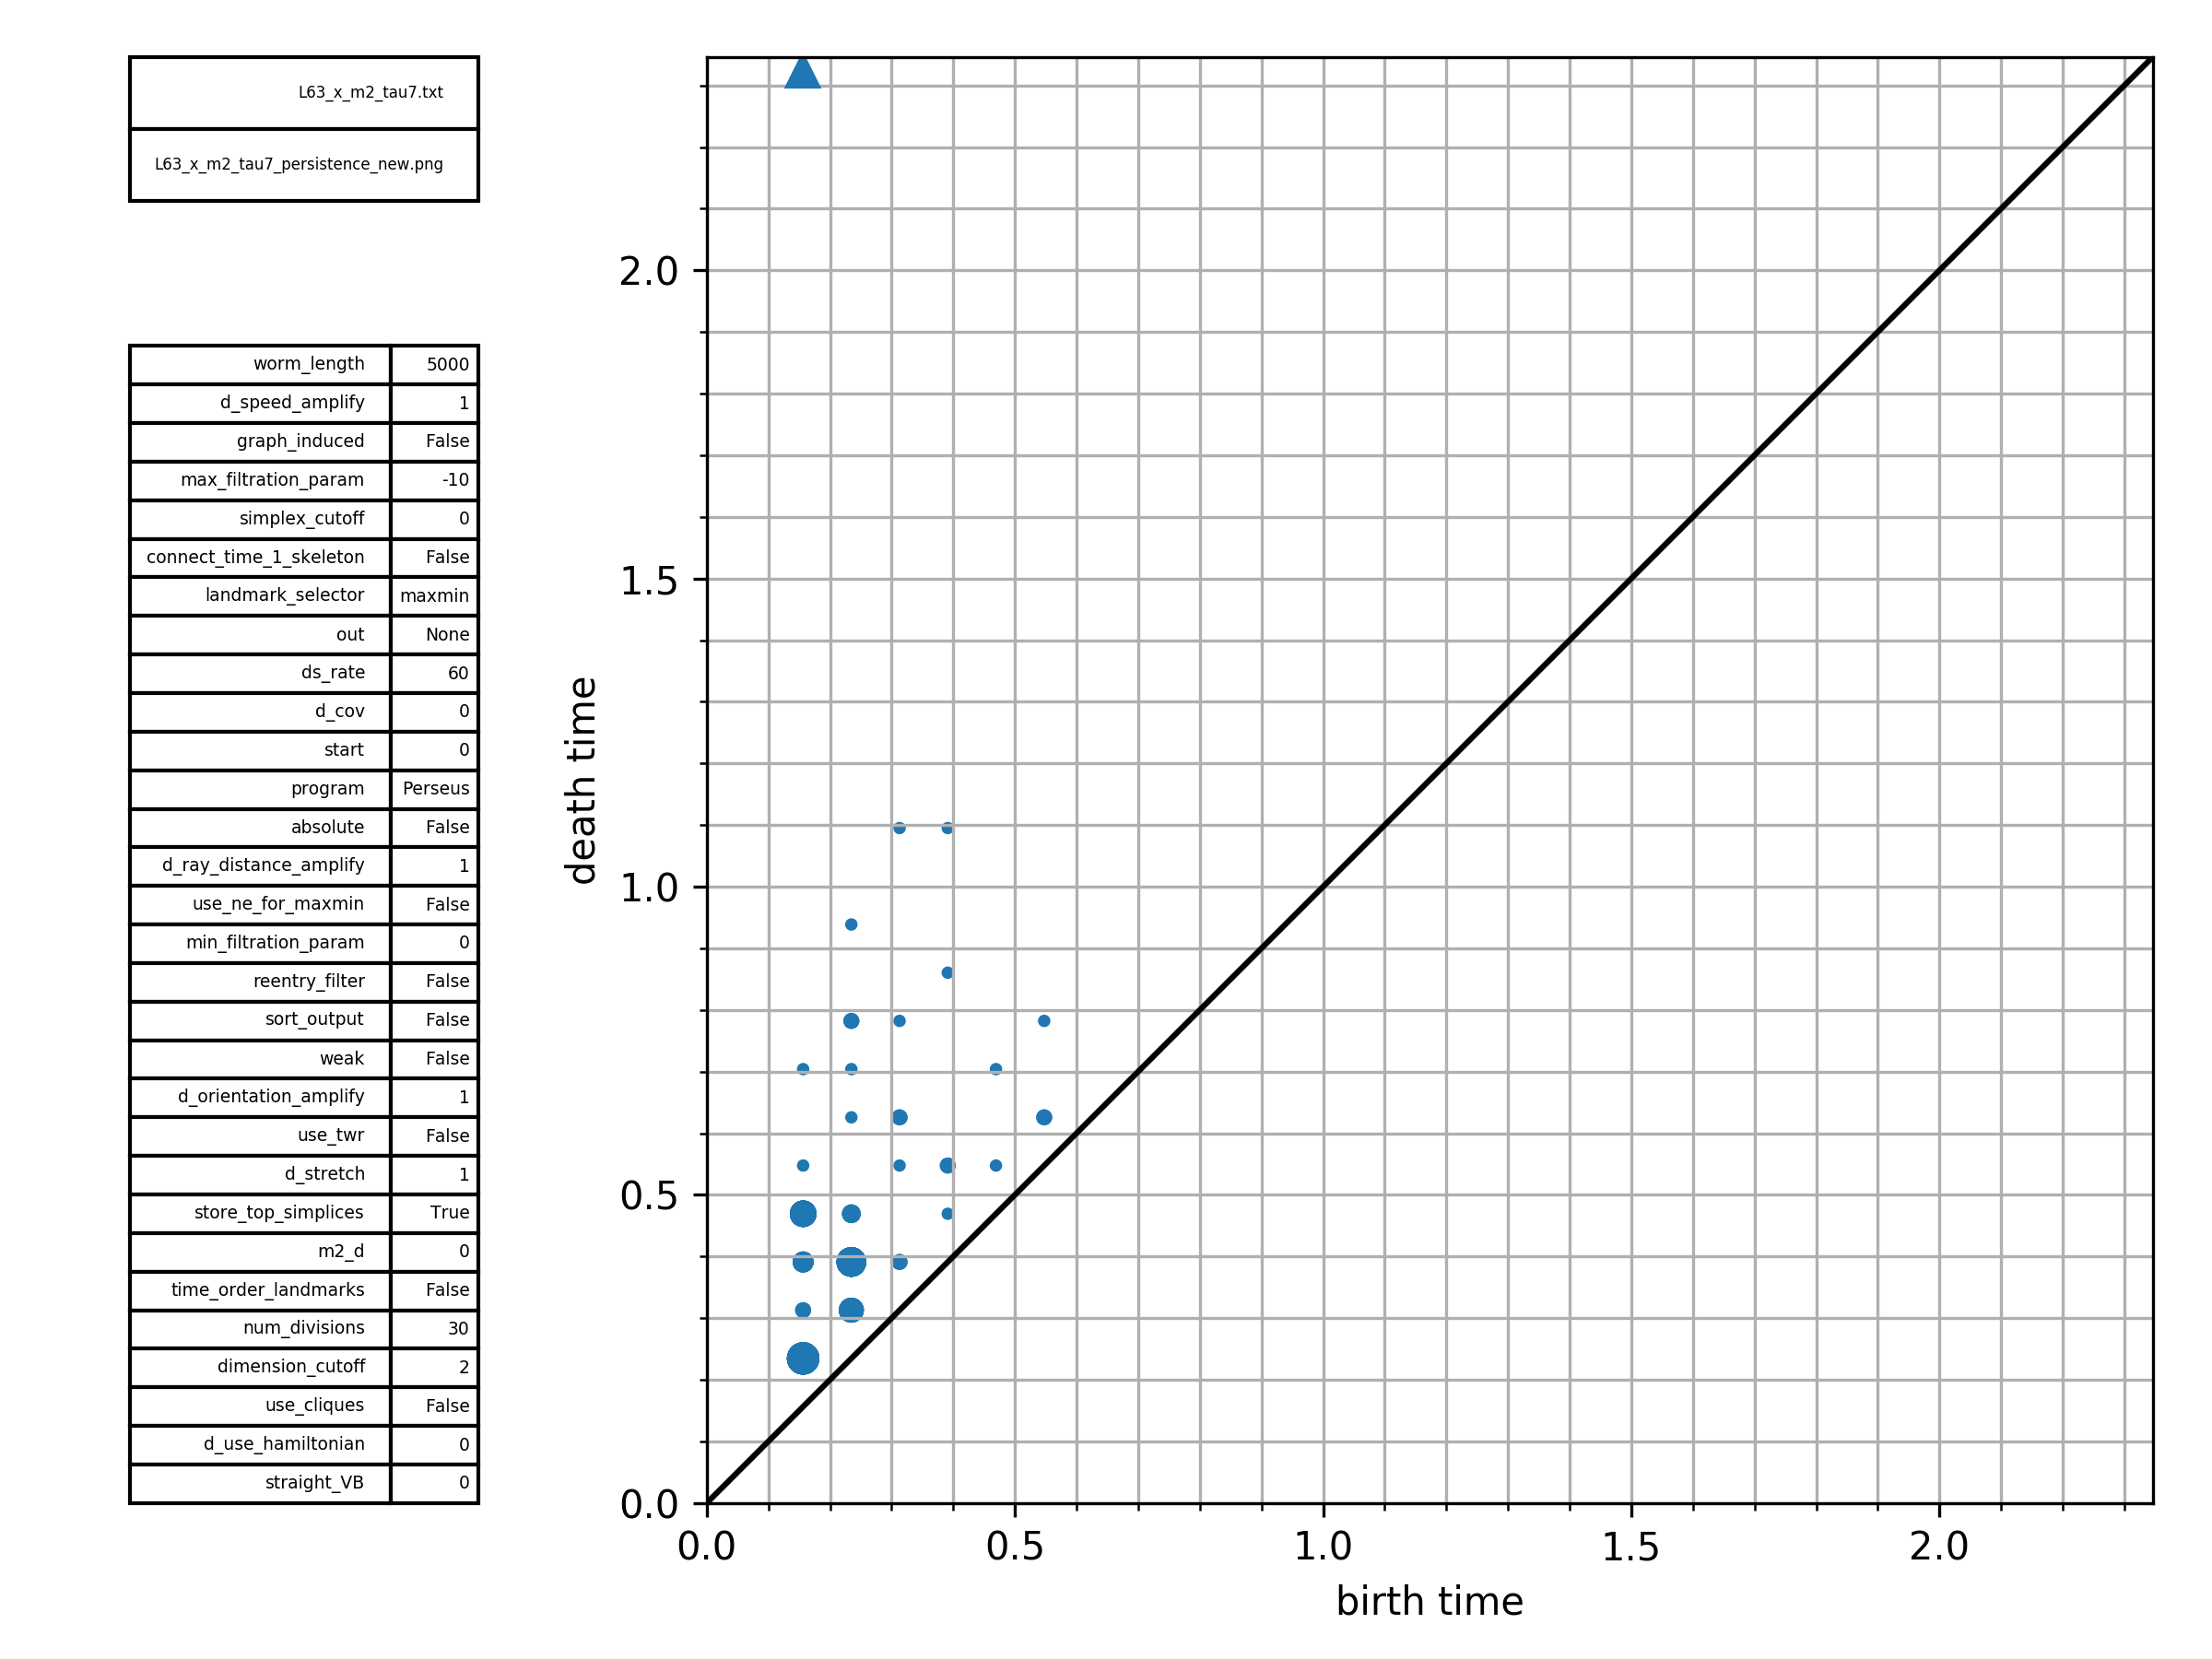 L63_x_m2_tau7.txt
L63_x_m2_tau7_persistence_new.png
worm_length 5000
d_speed_amplify 1
graph_induced False
max_filtration_param -10
simplex_cutoff 0
connect_time_1_skeleton False
landmark_selector maxmin
out None
ds_rate 60
d_cov 0
start 0
program Perseus
absolute False
d_ray_distance_amplify 1
use_ne_for_maxmin False
min_filtration_param 0
reentry_filter False
sort_output False
weak False
d_orientation_amplify 1
use_twr False
d_stretch 1
store_top_simplices True
m2_d 0
time_order_landmarks False
num_divisions 30
dimension_cutoff 2
use_cliques False
d_use_hamiltonian 0
straight_VB 0
death time
2.0
1.5
1.0
0.5
0.0
0.0 0.5 1.0 1.5 2.0
birth time